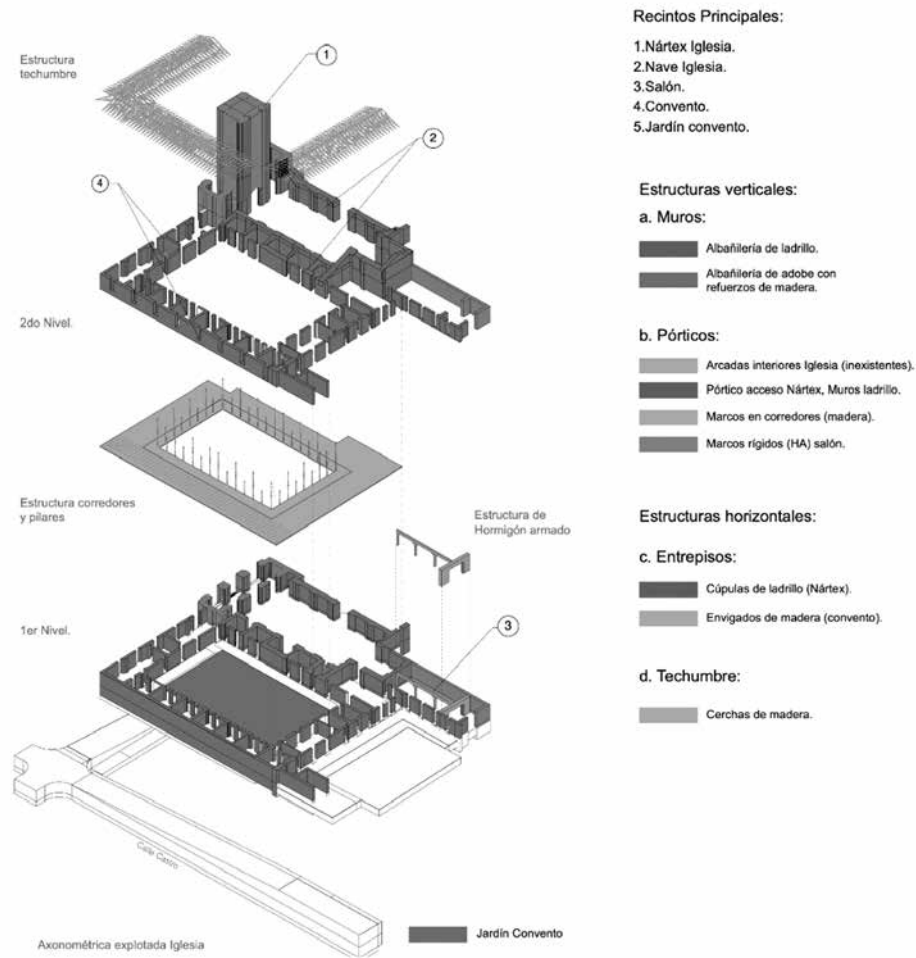 Estructura
techumbre
1
2
4
2do Nivel.
Estructura corredores
y pilares
Estructura de
Hormigón armado
1er Nivel.
3
Calle Castro
Axonométrica explotada Iglesia
Jardín Convento
Recintos Principales:
1.Nártex Iglesia.
2.Nave Iglesia.
3.Salón.
4.Convento.
5.Jardín convento.
Estructuras verticales:
a. Muros:
Albañilería de ladrillo.
Albañilería de adobe con
refuerzos de madera.
b. Pórticos:
Arcadas interiores Iglesia (inexistentes).
Pórtico acceso Nártex, Muros ladrillo.
Marcos en corredores (madera).
Marcos rígidos (HA) salón.
Estructuras horizontales:
c. Entrepisos:
Cúpulas de ladrillo (Nártex).
Envigados de madera (convento).
d. Techumbre:
Cerchas de madera.